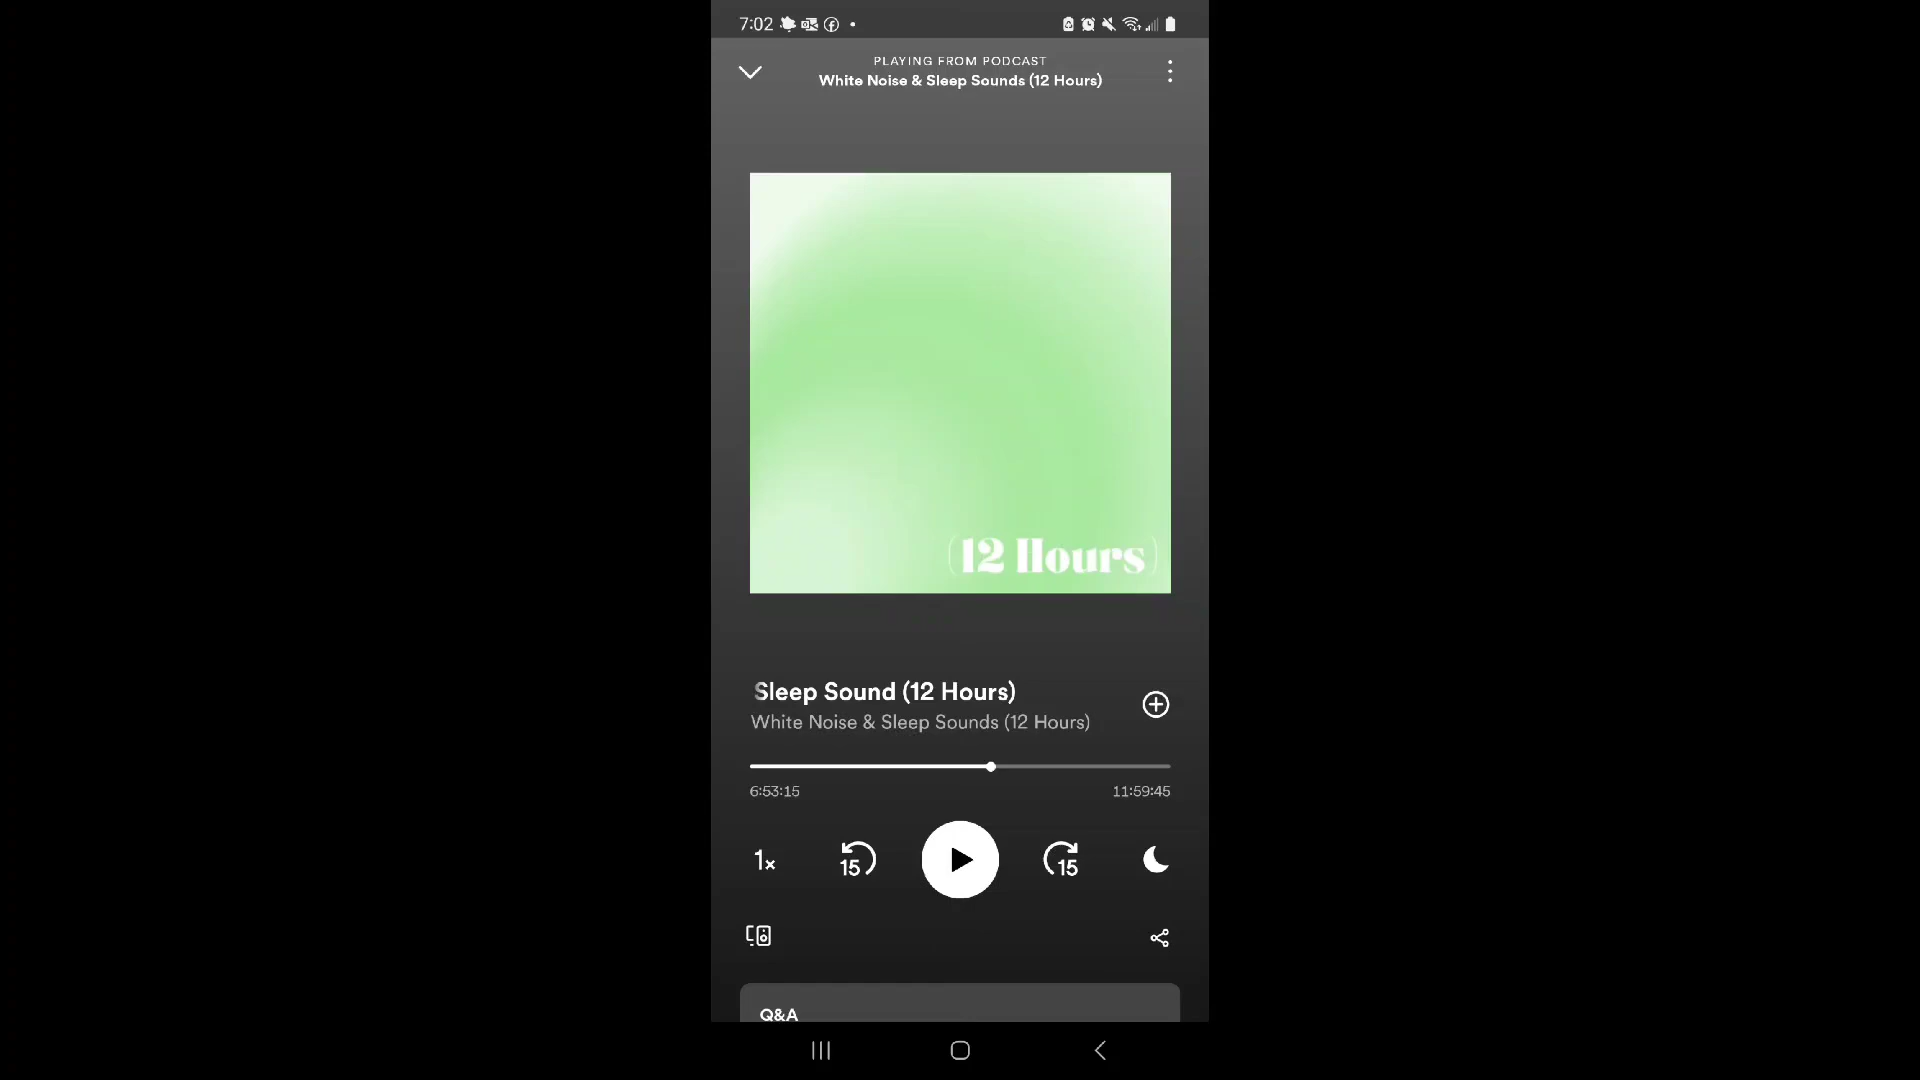 7:02
PLAYING FROM PODCAST
White Noise & Sleep Sounds (12 Hours)
(12 Hours)
Sleep Sound (12 Hours)
White Noise & Sleep Sounds (12 Hours)
6:53:15 11:59:45
1x 15 15
Q&A